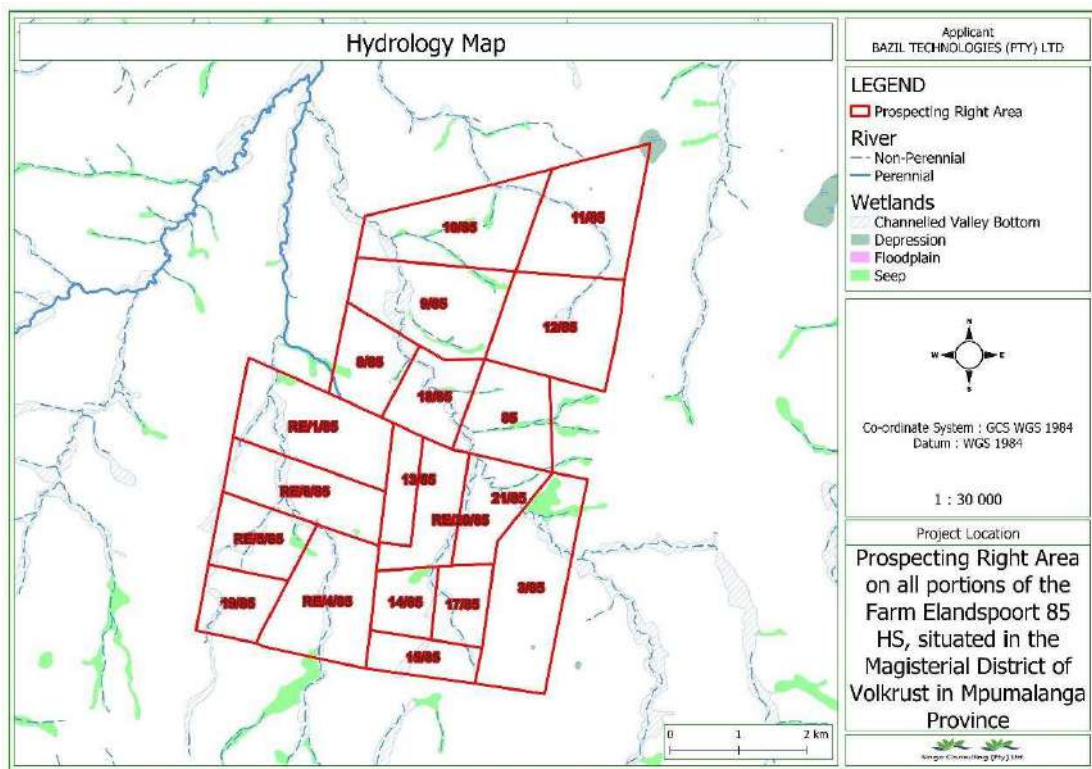 Hydrology Map
Applicant
BAZIL TECHNOLOGIES (PTY) LTD
LEGEND
Prospecting Right Area
River
Non-Perennial
Perennial
Wetlands
Channelled Valley Bottom
Depression
Floodplain
Seep
N
W E
S
Co-ordinate System : GCS WGS 1984
Datum : WGS 1984
1 : 30 000
Project Location
Prospecting Right Area
on all portions of the
Farm Elandspoort 85
HS, situated in the
Magisterial District of
Volkrust in Mpumalanga
Province
Singo Consulting (Pty) Ltd
10/85
11/85
9/85
12/85
8/85
18/85
85
RE/1/85
13/85
RE/6/85
21/85
RE/20/85
RE/5/85
3/85
19/85
RE/4/85
14/85
17/85
15/85
0 1 2 km